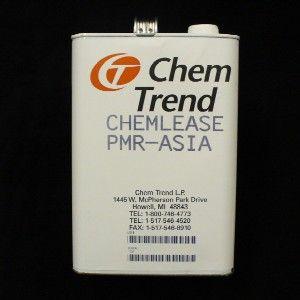 Chem
Trend
CHEMLEASE
PMR-ASIA
Chem Trend L.P.
1445 W. McPherson Park Drive
Howell, MI 48843
TEL: 1-800-746-4773
TEL: 1-517-546-4520
FAX: 1-517-546-8910